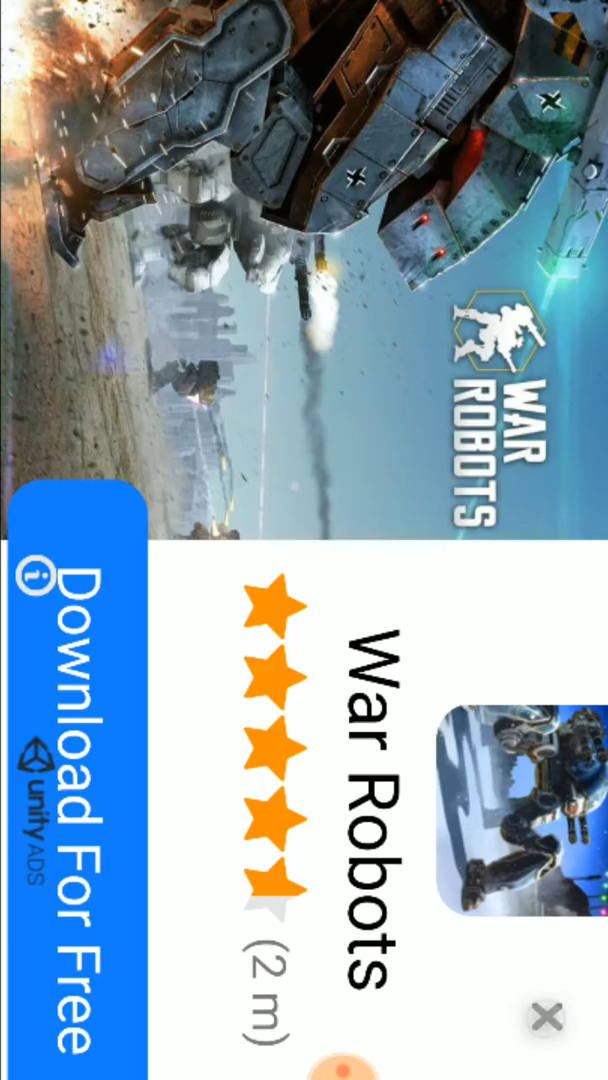 WAR
ROBOTS
War Robots
(2 m)
Download For Free
unity ADS